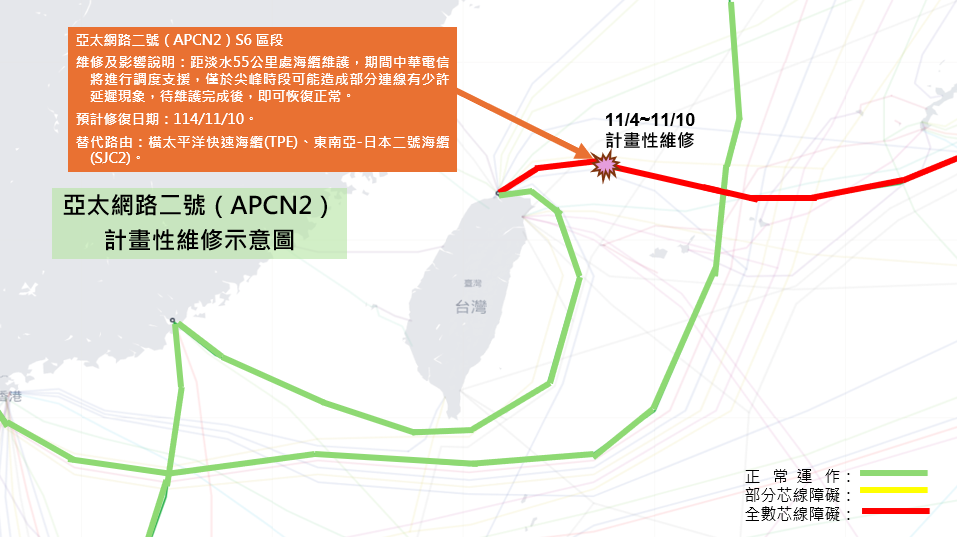 亞太網路二號（APCN2）S6 區段
維修及影響說明：距淡水55公里處海纜維護，期間中華電信
將進行調度支援，僅於尖峰時段可能造成部分連線有少許
延遲現象，待維護完成後，即可恢復正常。
預計修復日期：114/11/10。
替代路由：橫太平洋快速海纜(TPE)、東南亞-日本二號海纜
(SJC2)。
11/4~11/10
計畫性維修
亞太網路二號（APCN2）
計畫性維修示意圖
臺灣
台灣
香港
正常運作：
部分芯線障礙：
全數芯線障礙：